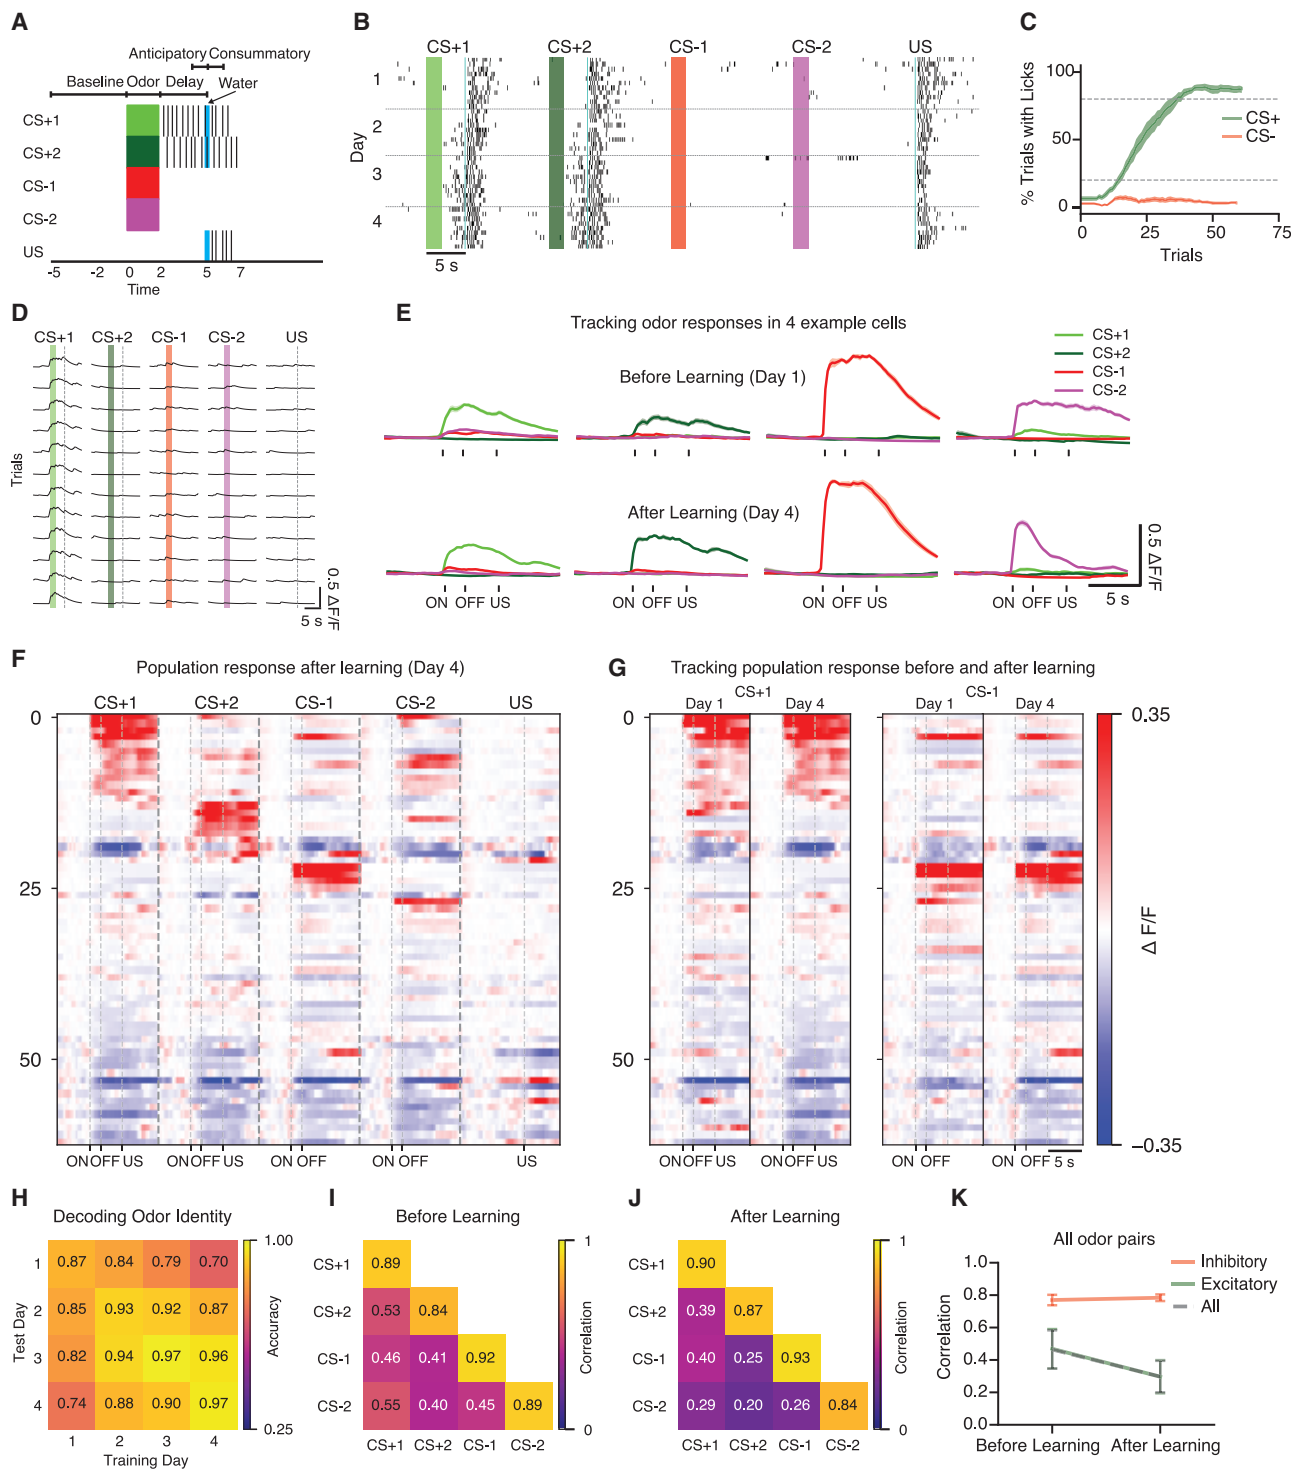 A
Anticipatory Consummatory
Baseline Odor Delay Water
CS+1
CS+2
CS-1
CS-2
US
-5 -2 0 2 5 7
Time
B
CS+1 CS+2 CS-1 CS-2 US
Day
1
2
3
4
5 s
C
% Trials with Licks
100
50
0
CS+
CS-
0 25 50 75
Trials
D
CS+1 CS+2 CS-1 CS-2 US
Trials
0.5 ΔF/F
5 s
E
Tracking odor responses in 4 example cells
CS+1
CS+2
CS-1
CS-2
Before Learning (Day 1)
After Learning (Day 4)
ON OFF US ON OFF US ON OFF US ON OFF US
0.5 ΔF/F
5 s
F
Population response after learning (Day 4)
CS+1 CS+2 CS-1 CS-2 US
0
25
50
ON OFF US ON OFF US ON OFF ON OFF US
G
Tracking population response before and after learning
CS+1 CS-1
Day 1 Day 4 Day 1 Day 4
ON OFF US ON OFF US ON OFF ON OFF
5 s
0.35
Δ F/F
-0.35
H
Decoding Odor Identity
Test Day
1 0.87 0.84 0.79 0.70
2 0.85 0.93 0.92 0.87
3 0.82 0.94 0.97 0.96
4 0.74 0.88 0.90 0.97
1 2 3 4
Training Day
1.00
Accuracy
0.25
I
Before Learning
CS+1 0.89
CS+2 0.53 0.84
CS-1 0.46 0.41 0.92
CS-2 0.55 0.40 0.45 0.89
CS+1 CS+2 CS-1 CS-2
1
Correlation
0
J
After Learning
CS+1 0.90
CS+2 0.39 0.87
CS-1 0.40 0.25 0.93
CS-2 0.29 0.20 0.26 0.84
CS+1 CS+2 CS-1 CS-2
1
Correlation
0
K
All odor pairs
Correlation
1.0
0.8
0.6
0.4
0.2
0.0
Inhibitory
Excitatory
All
Before Learning After Learning